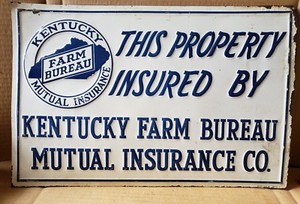 KENTUCKY
FARM
BUREAU
MUTUAL INSURANCE
THIS PROPERTY
INSURED BY
KENTUCKY FARM BUREAU
MUTUAL INSURANCE CO.